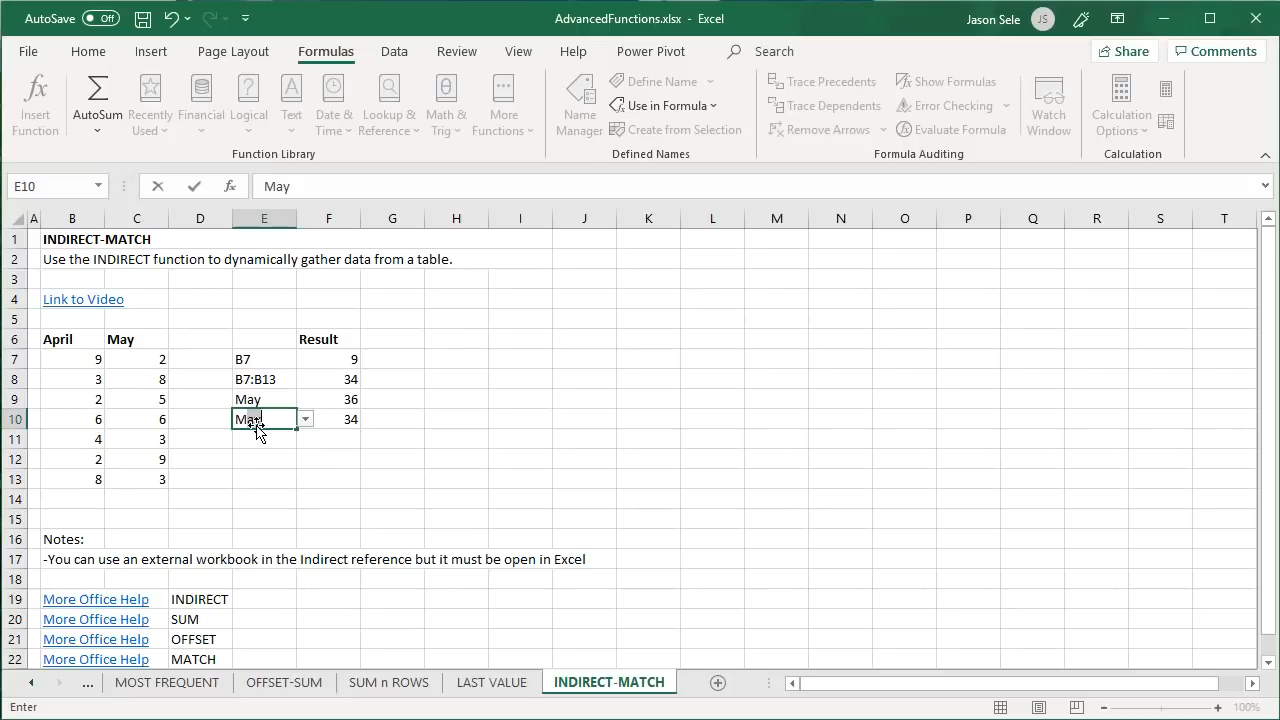 AutoSave Off AdvancedFunctions.xlsx - Excel Jason Sele JS
File Home Insert Page Layout Formulas Data Review View Help Power Pivot Search Share Comments
Insert Function AutoSum Recently Used Financial Logical Text Date & Time Lookup & Reference Math & Trig More Functions
Name Manager Define Name Use in Formula Create from Selection
Trace Precedents Trace Dependents Remove Arrows Show Formulas Error Checking Evaluate Formula
Watch Window Calculation Options
Function Library Defined Names Formula Auditing Calculation
E10 fx May
A B C D E F G H I J K L M N O P Q R S T
1 INDIRECT-MATCH
2 Use the INDIRECT function to dynamically gather data from a table.
3
4 Link to Video
5
6 April May Result
7 9 2 B7 9
8 3 8 B7:B13 34
9 2 5 May 36
10 6 6 May 34
11 4 3
12 2 9
13 8 3
14
15
16 Notes:
17 -You can use an external workbook in the Indirect reference but it must be open in Excel
18
19 More Office Help INDIRECT
20 More Office Help SUM
21 More Office Help OFFSET
22 More Office Help MATCH
... MOST FREQUENT OFFSET-SUM SUM n ROWS LAST VALUE INDIRECT-MATCH
Enter 100%